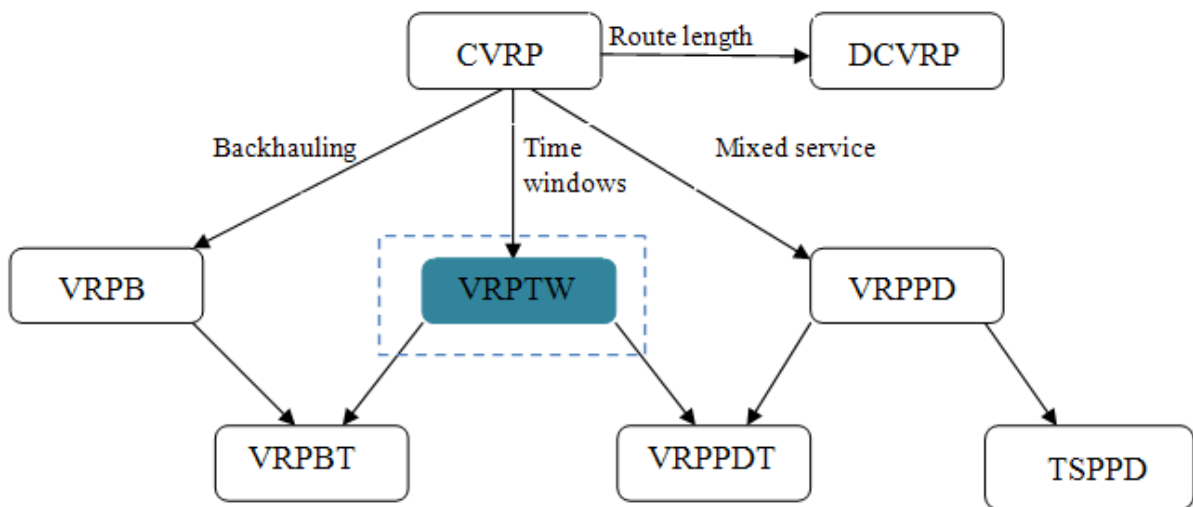 CVRP
Route length
DCVRP
Backhauling
Time
windows
Mixed service
VRPB
VRPTW
VRPPD
VRPBT
VRPPDT
TSPPD